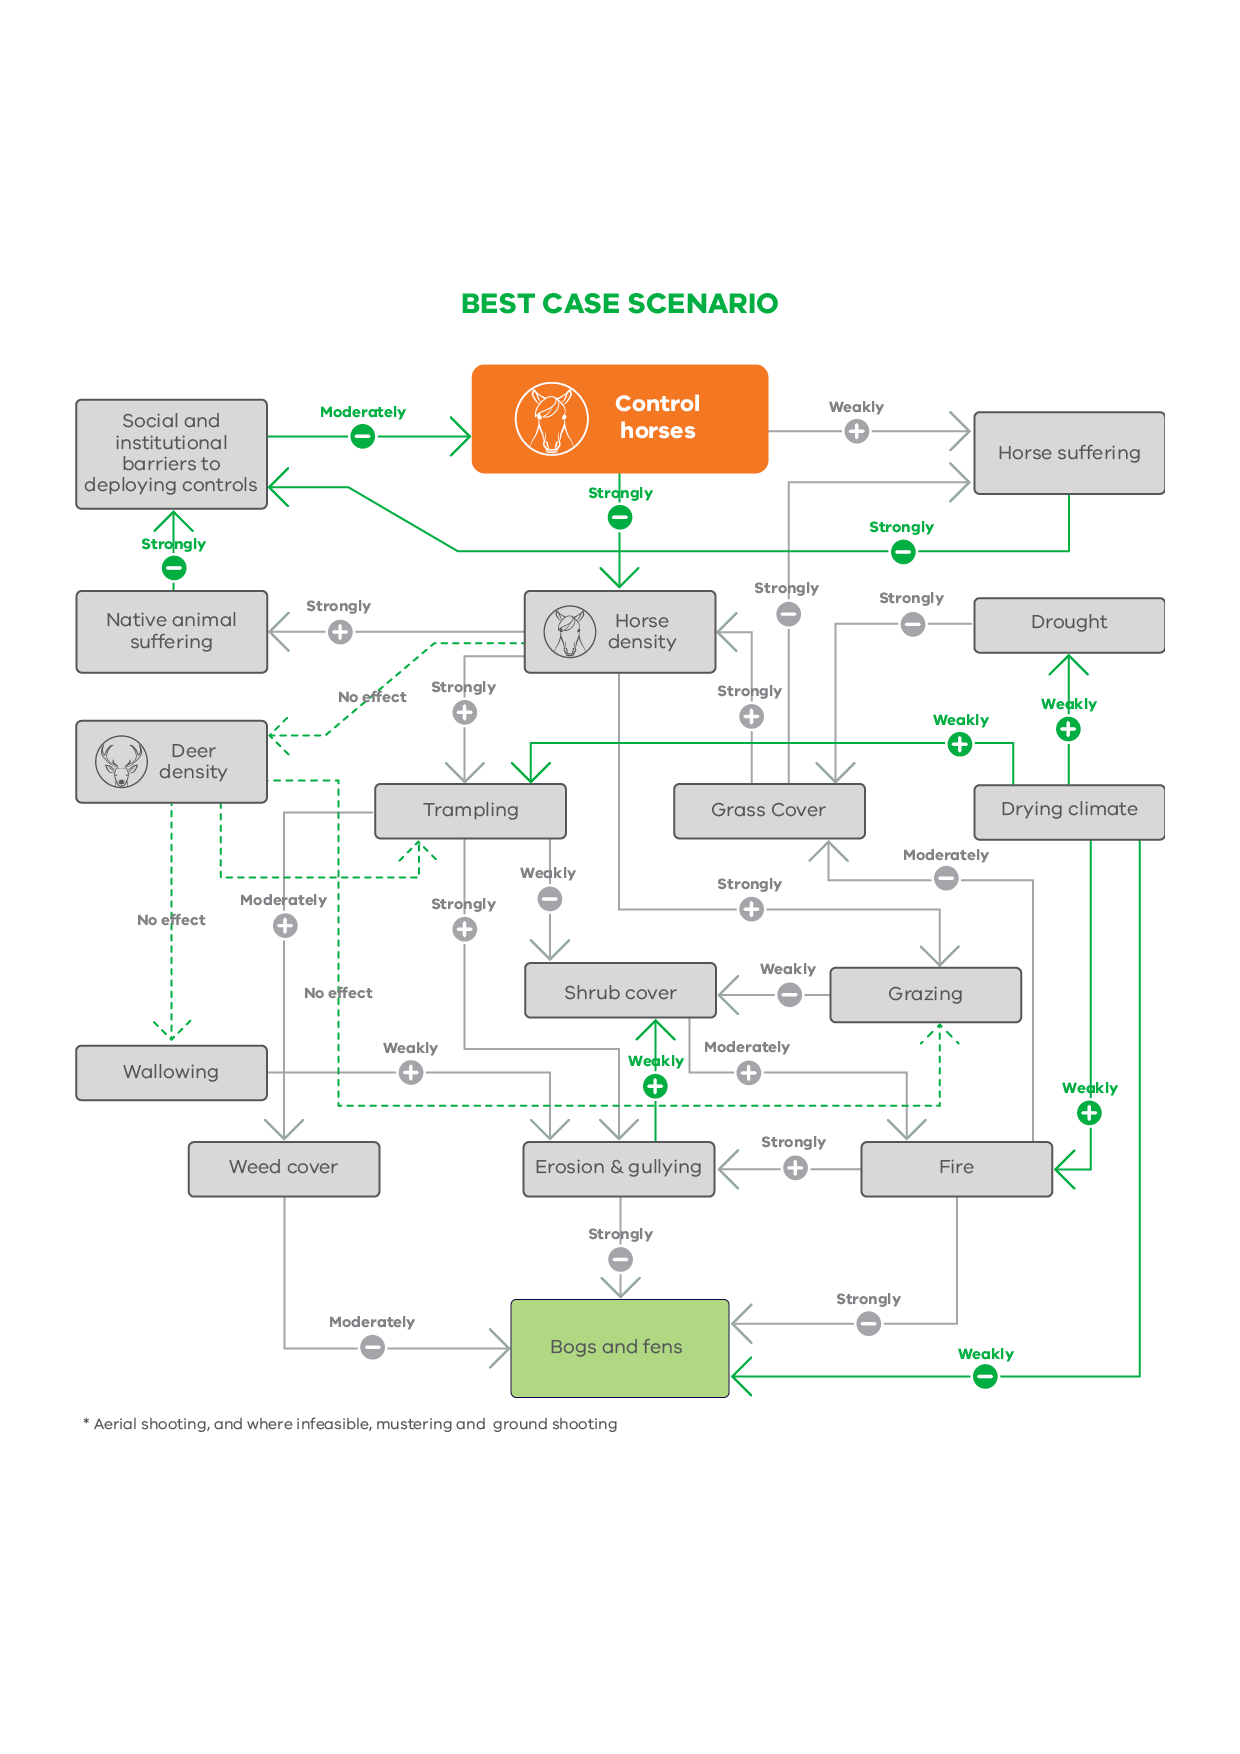 BEST CASE SCENARIO
Control
horses
Social and
institutional
barriers to
deploying controls
Moderately
Weakly
Horse suffering
Strongly
Strongly
Strongly
Native animal
suffering
Strongly
Horse
density
Strongly
Strongly
Drought
No effect
Strongly
Strongly
Weakly
Weakly
Deer
density
Trampling
Grass Cover
Drying climate
Moderately
Weakly
Strongly
Moderately
Strongly
No effect
Shrub cover
Weakly
Grazing
No effect
Wallowing
Weakly
Weakly
Moderately
Weakly
Weed cover
Erosion & gullying
Strongly
Fire
Strongly
Moderately
Strongly
Bogs and fens
Weakly
* Aerial shooting, and where infeasible, mustering and ground shooting